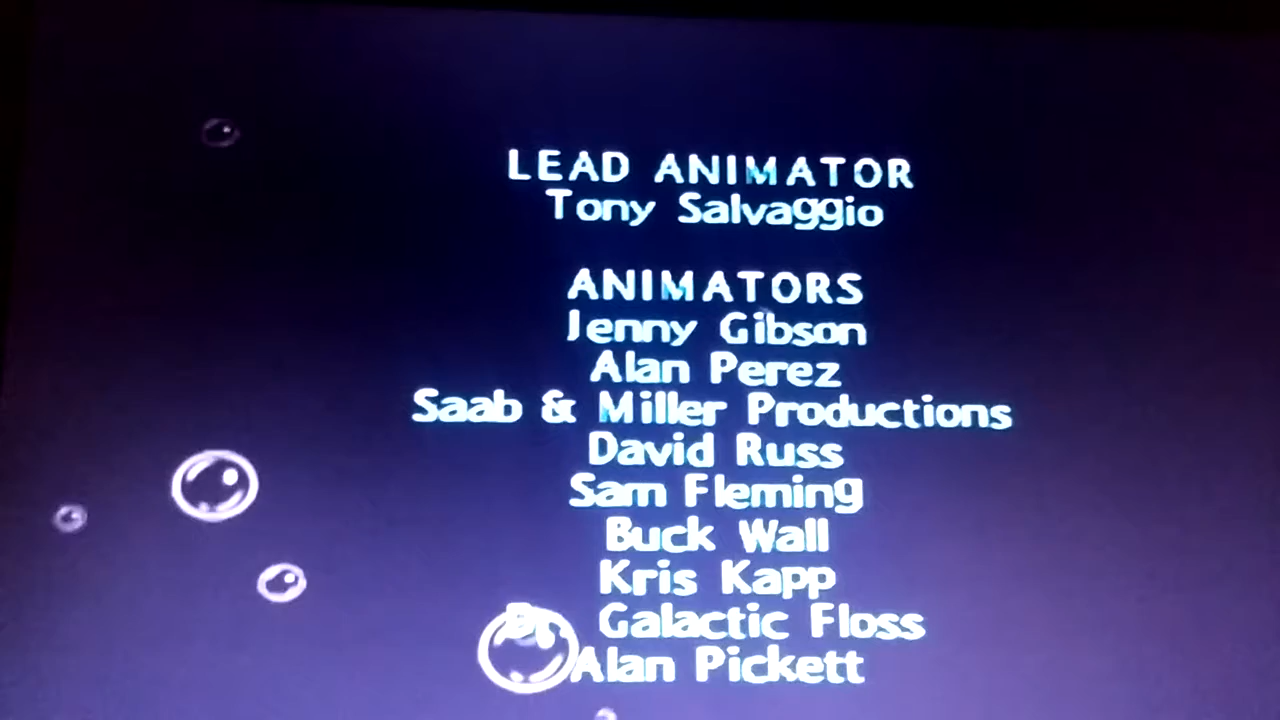 LEAD ANIMATOR
Tony Salvaggio
ANIMATORS
Jenny Gibson
Alan Perez
Saab & Miller Productions
David Russ
Sam Fleming
Buck Wall
Kris Kapp
Galactic Floss
Alan Pickett